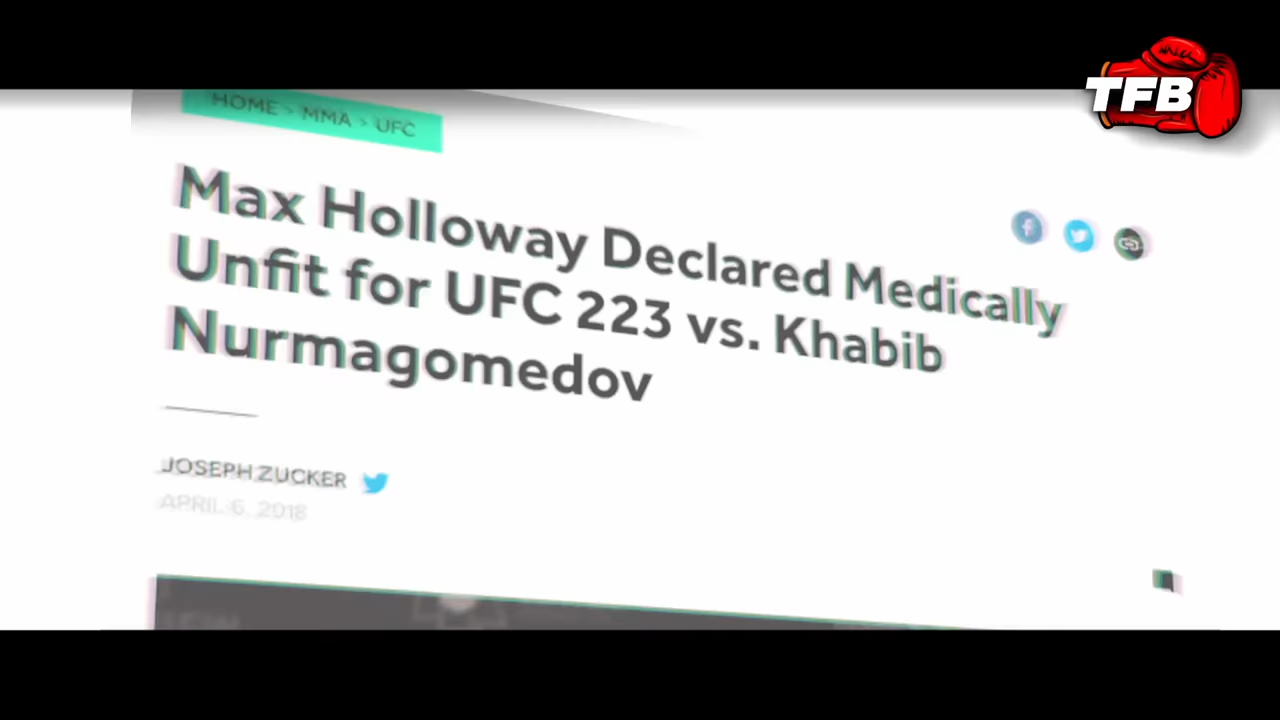 TFB
HOME > MMA > UFC
Max Holloway Declared Medically
Unfit for UFC 223 vs. Khabib
Nurmagomedov
JOSEPH ZUCKER
APRIL 6, 2018